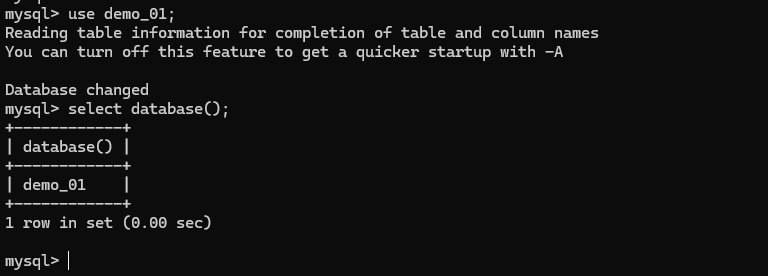 mysql> use demo_01;
Reading table information for completion of table and column names
You can turn off this feature to get a quicker startup with -A

Database changed
mysql> select database();
+------------+
| database() |
+------------+
| demo_01    |
+------------+
1 row in set (0.00 sec)

mysql>